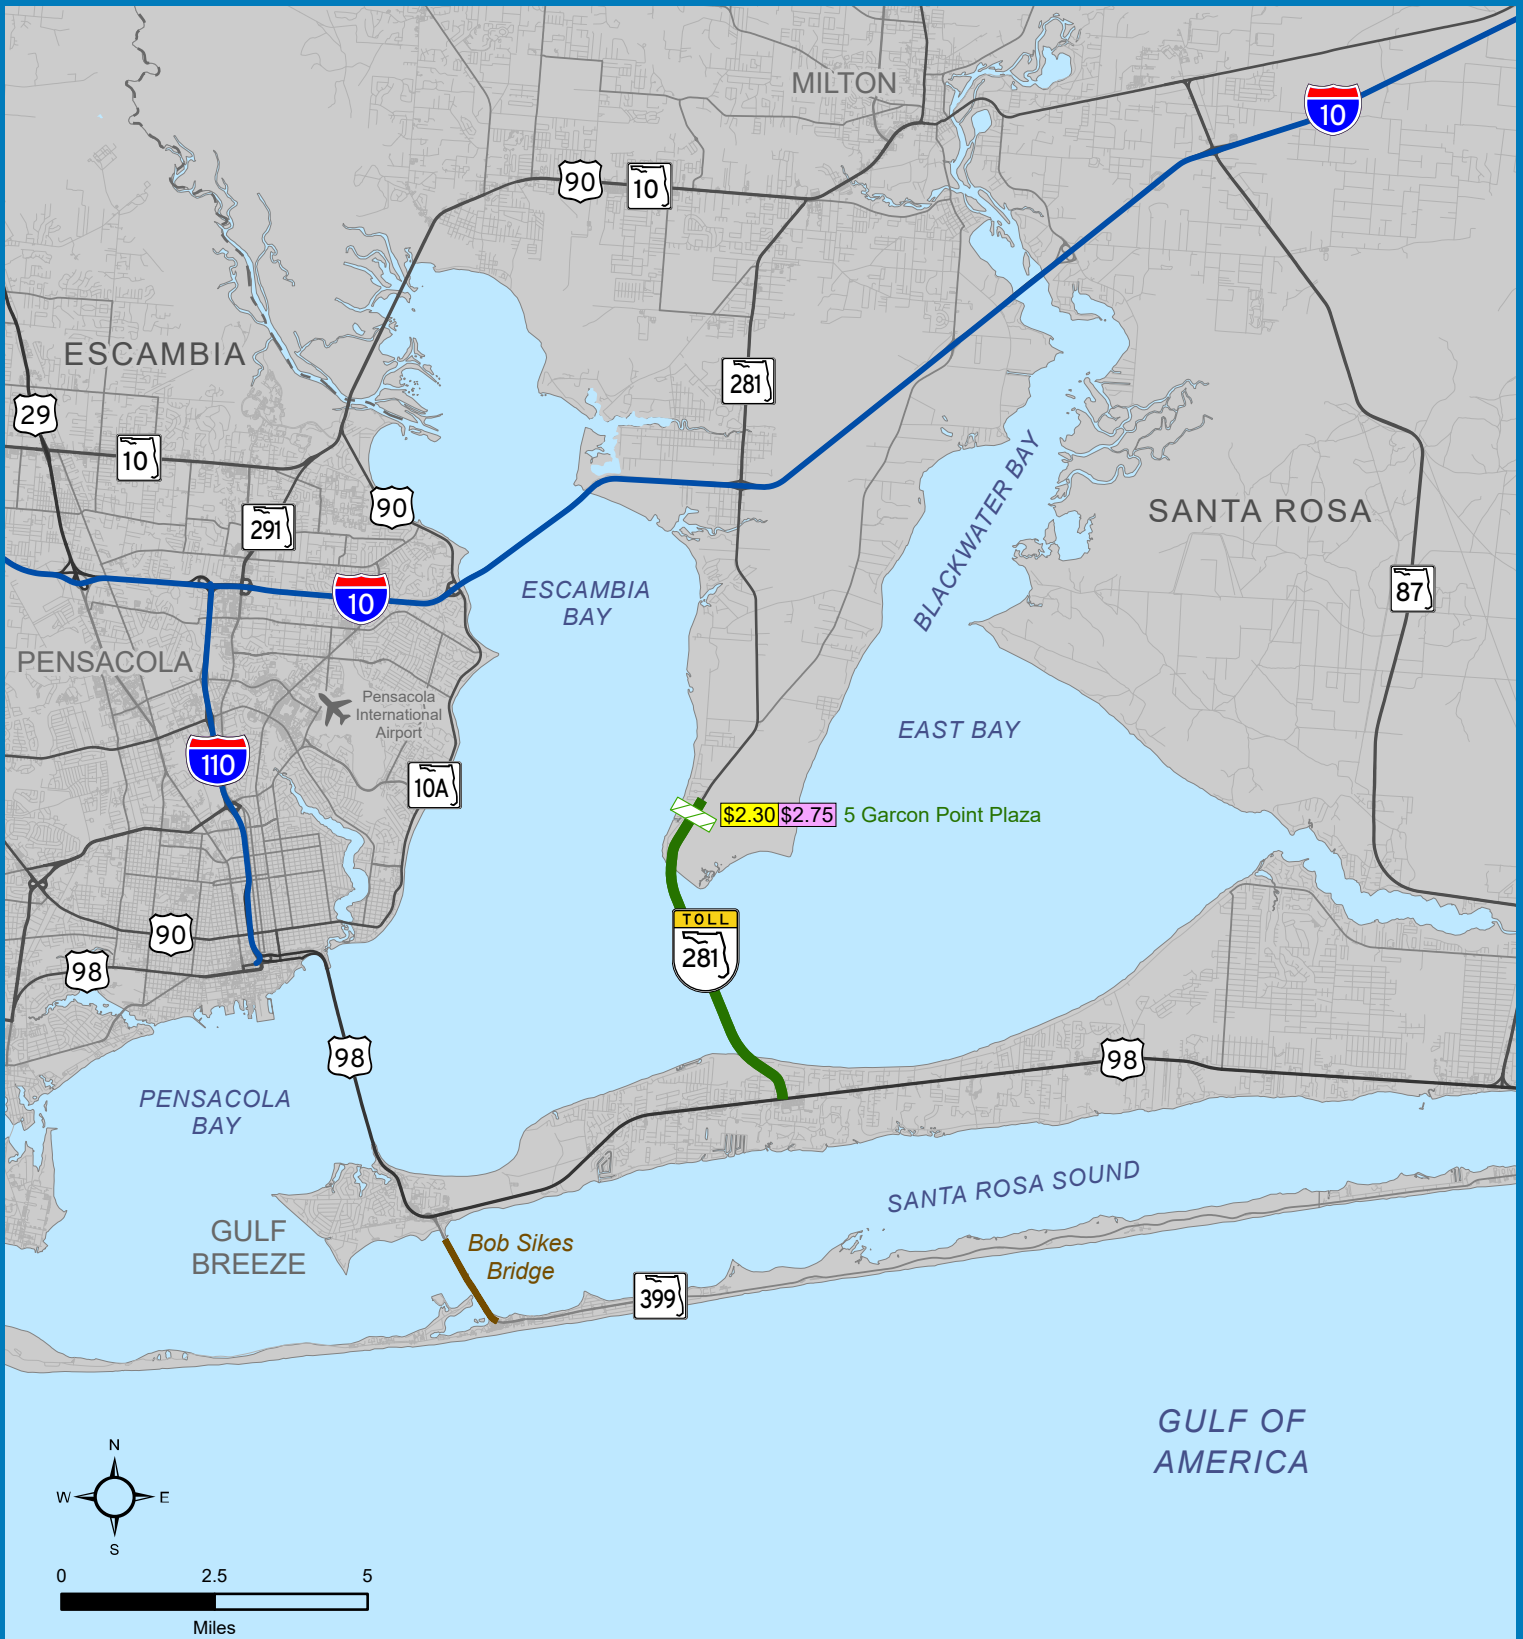 MILTON
10
90
10
ESCAMBIA
281
29
10
90
291
SANTA ROSA
BLACKWATER BAY
10
ESCAMBIA
BAY
87
PENSACOLA
Pensacola
International
Airport
EAST BAY
110
10A
$2.30 $2.75 5 Garcon Point Plaza
90
TOLL
281
98
98
98
PENSACOLA
BAY
SANTA ROSA SOUND
GULF
BREEZE
Bob Sikes
Bridge
399
GULF OF
AMERICA
N
W E
S
0 2.5 5
Miles